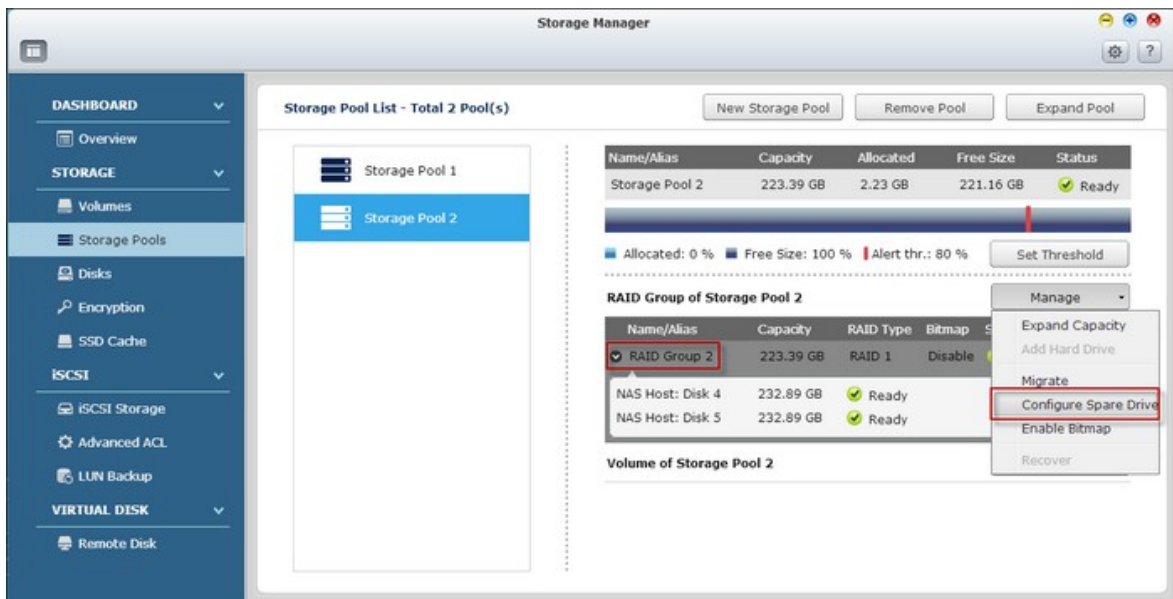 Storage Manager
?
DASHBOARD
Overview
STORAGE
Volumes
Storage Pools
Disks
Encryption
SSD Cache
iSCSI
iSCSI Storage
Advanced ACL
LUN Backup
VIRTUAL DISK
Remote Disk
Storage Pool List - Total 2 Pool(s)
New Storage Pool Remove Pool Expand Pool
Storage Pool 1
Storage Pool 2
Name/Alias Capacity Allocated Free Size Status
Storage Pool 2 223.39 GB 2.23 GB 221.16 GB Ready
Allocated: 0 % Free Size: 100 % Alert thr.: 80 % Set Threshold
RAID Group of Storage Pool 2 Manage
Name/Alias Capacity RAID Type Bitmap S
RAID Group 2 223.39 GB RAID 1 Disable
NAS Host: Disk 4 232.89 GB Ready
NAS Host: Disk 5 232.89 GB Ready
Expand Capacity
Add Hard Drive
Migrate
Configure Spare Drive
Enable Bitmap
Recover
Volume of Storage Pool 2